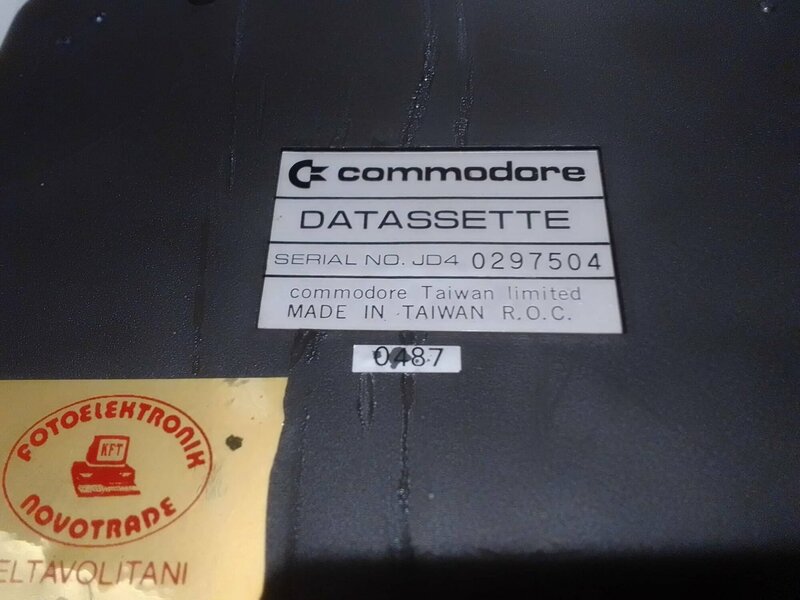 commodore
DATASSETTE
SERIAL NO. JD4 0297504
commodore Taiwan limited
MADE IN TAIWAN R.O.C.
0487
FOTOELEKTRONIK
KFT
NOVOTRADE
ELTAVOLITANI